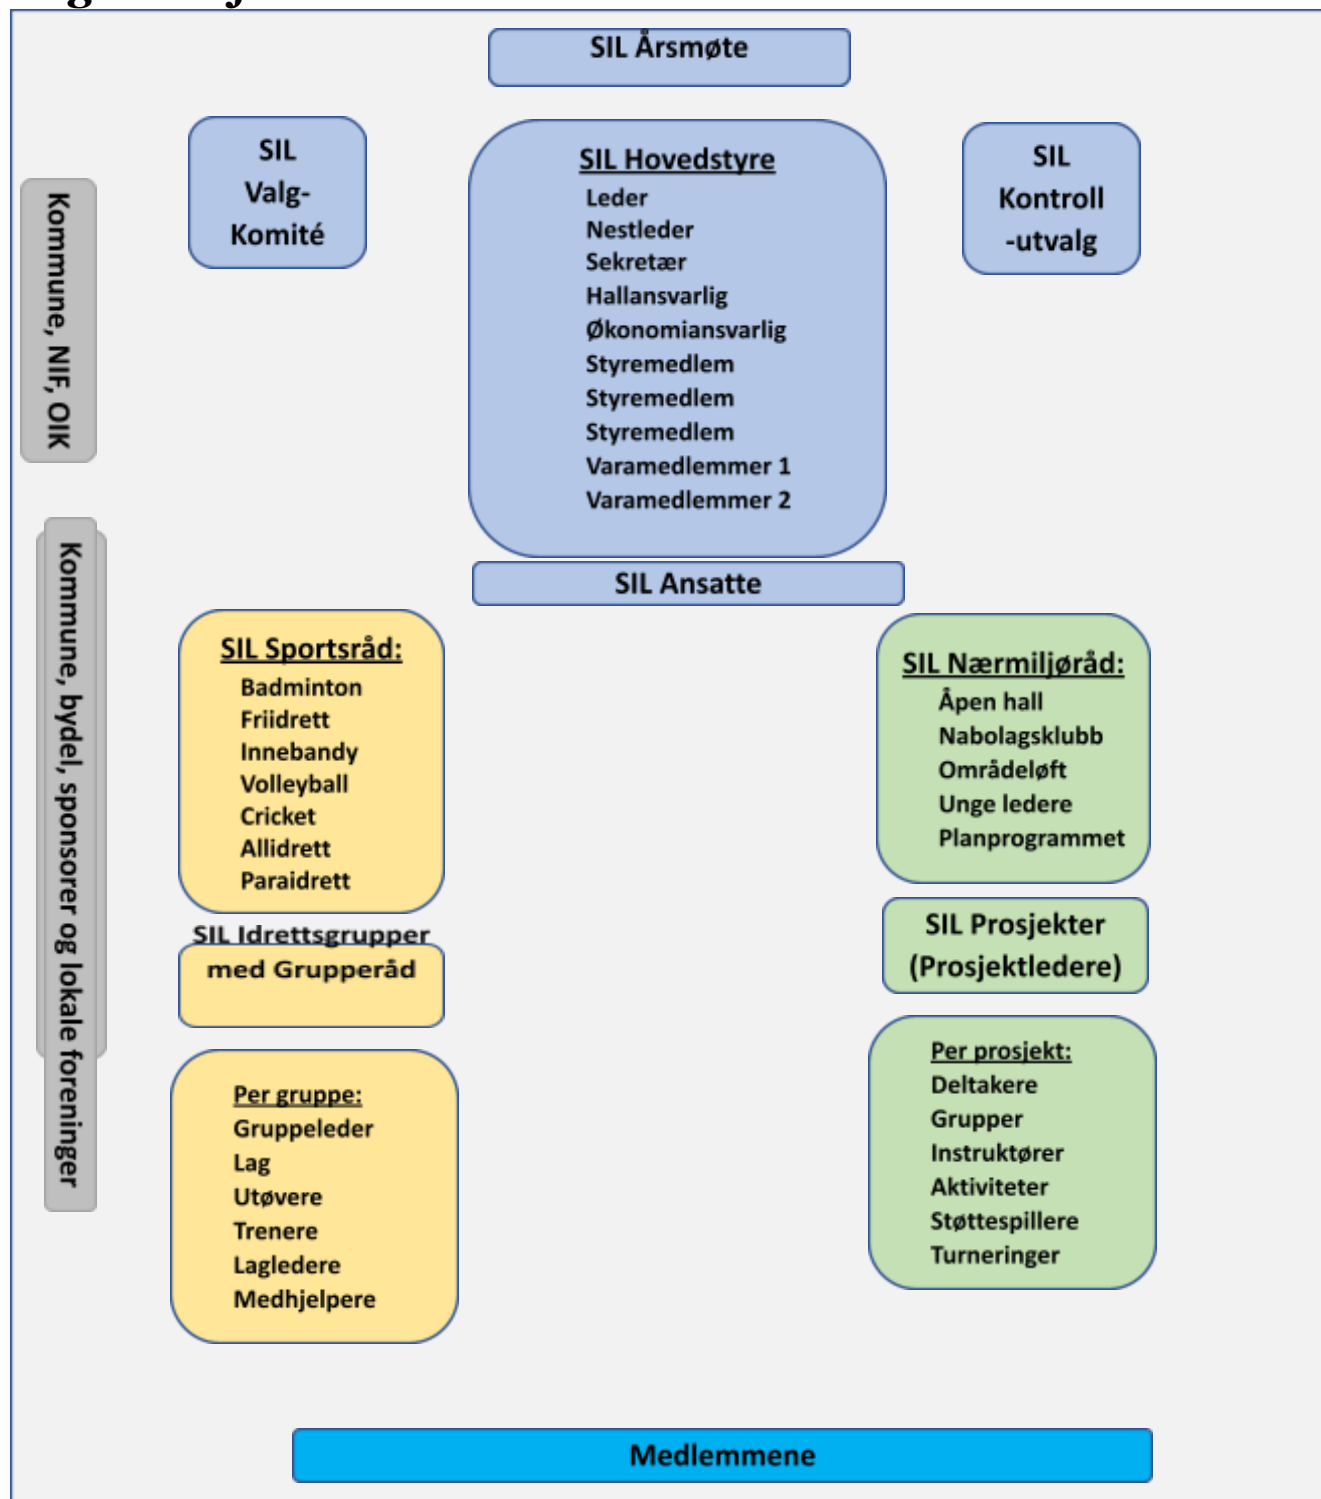 SIL Årsmøte
SIL
Valg-
Komité
SIL Hovedstyre
Leder
Nestleder
Sekretær
Hallansvarlig
Økonomiansvarlig
Styremedlem
Styremedlem
Styremedlem
Varamedlemmer 1
Varamedlemmer 2
SIL
Kontroll
-utvalg
Kommune, NIF, OIK
SIL Ansatte
Kommune, bydel, sponsorer og lokale foreninger
SIL Sportsråd:
Badminton
Friidrett
Innebandy
Volleyball
Cricket
Allidrett
Paraidrett
SIL Idrettsgrupper
med Grupperåd
Per gruppe:
Gruppeleder
Lag
Utøvere
Trenere
Lagledere
Medhjelpere
SIL Nærmiljøråd:
Åpen hall
Nabolagsklubb
Områdeløft
Unge ledere
Planprogrammet
SIL Prosjekter
(Prosjektledere)
Per prosjekt:
Deltakere
Grupper
Instruktører
Aktiviteter
Støttespillere
Turneringer
Medlemmene